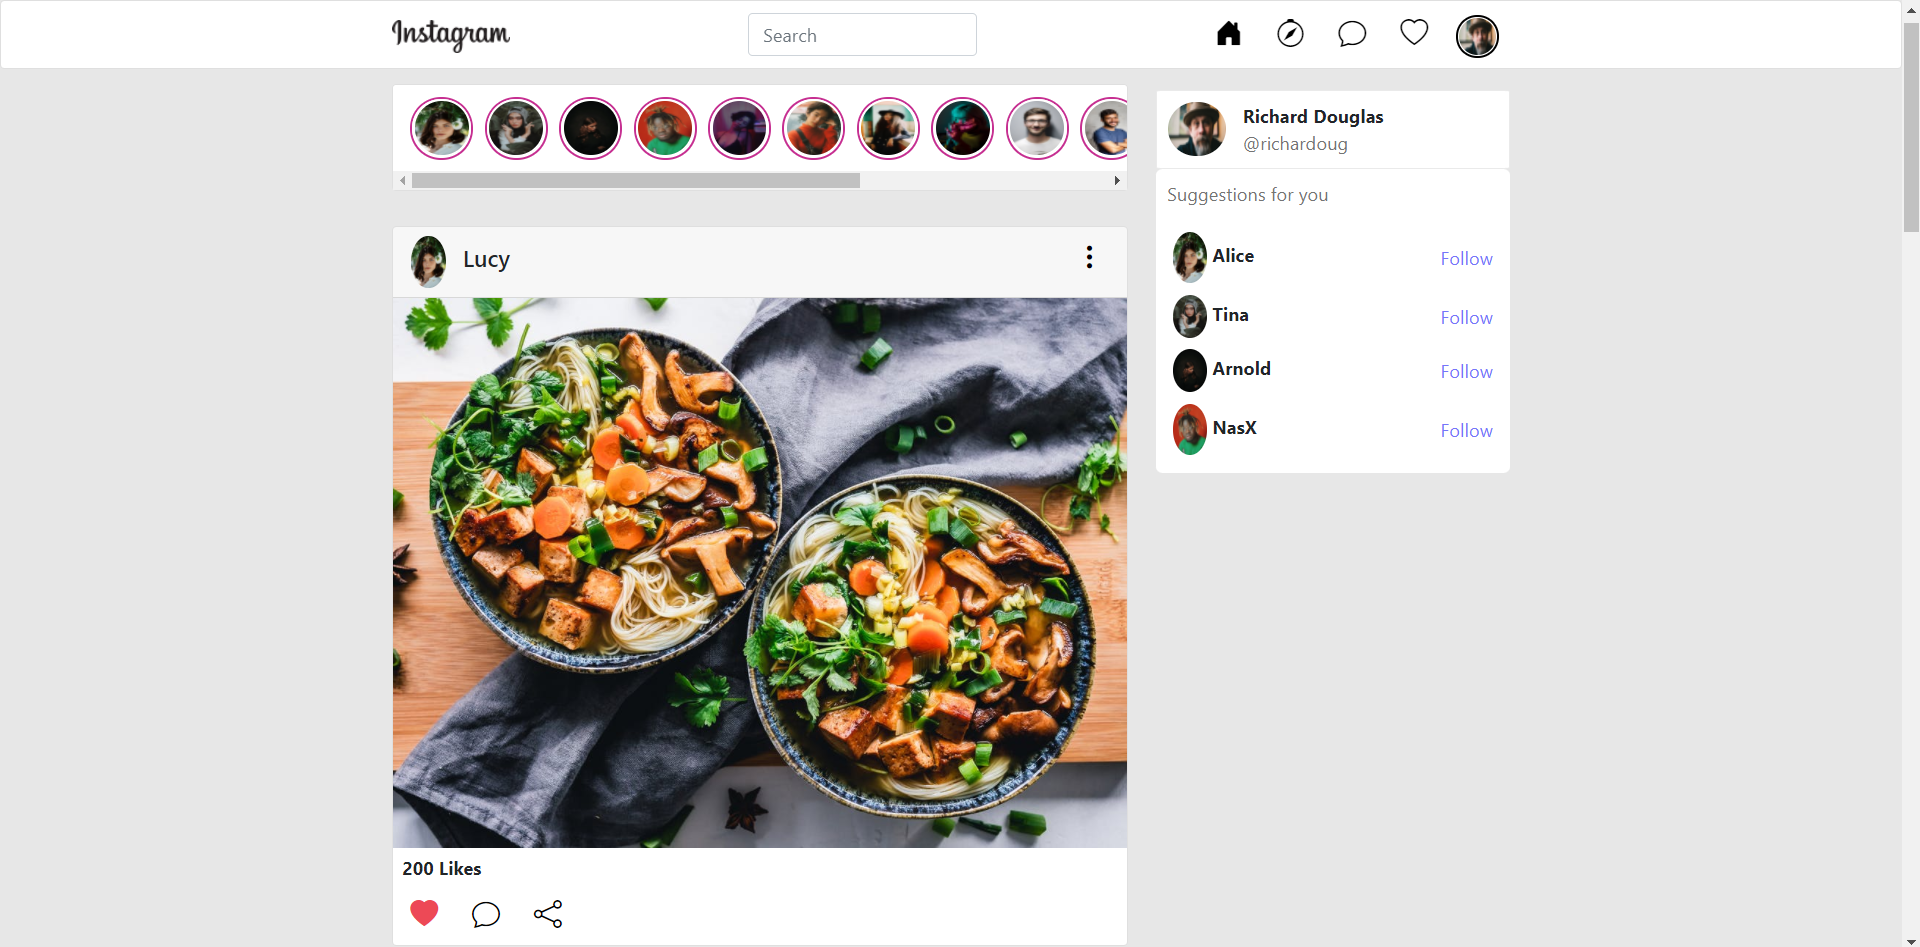 Instagram
Search
Richard Douglas
@richardoug
Suggestions for you
Alice
Follow
Tina
Follow
Arnold
Follow
NasX
Follow
Lucy
200 Likes